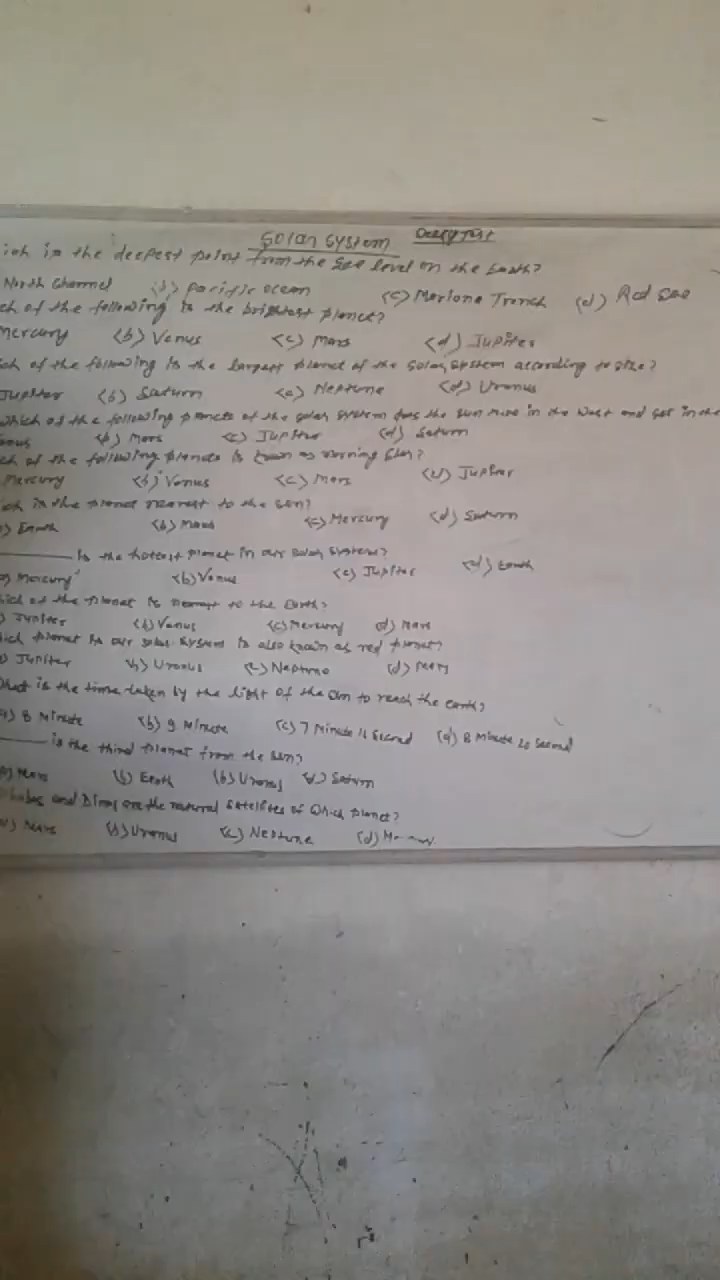 Solar System
ich is the deepest point from the see level on the Earth?
North Channel (b) pacific ocean (c) Mariana Trench (d) Red see
ch of the following is the brightest planet?
Mercury (b) Venus (c) Mars (d) Jupiter
ich of the following is the largest planet of the solar system according to size?
Jupiter (b) Saturn (c) Neptune (d) Uranus
which of the following planets of the solar system does the sun rise in the west and set in the
nus (b) Mars (c) Jupiter (d) Saturn
ch of the following planets is known as morning star?
Mercury (b) Venus (c) Mars (d) Jupiter
ich is the planet nearest to the sun?
) Earth (b) Mars (c) Mercury (d) Saturn
is the hottest planet in our solar system?
) Mercury (b) Venus (c) Jupiter (d) Earth
hich of the planet is nearest to the Earth?
) Jupiter (b) Venus (c) Mercury (d) Mars
ich planet in our solar system is also known as red planet?
) Jupiter (b) Uranus (c) Neptune (d) Mars
What is the time taken by the light of the sun to reach the earth?
a) 8 Minute (b) 9 Minute (c) 7 Minute 14 Second (d) 8 Minute 20 Second
is the third planet from the sun?
) Mars (b) Earth (b) Uranus (d) Saturn
and are the natural satellites of which planet?
a) Mars (b) Uranus (c) Neptune (d)